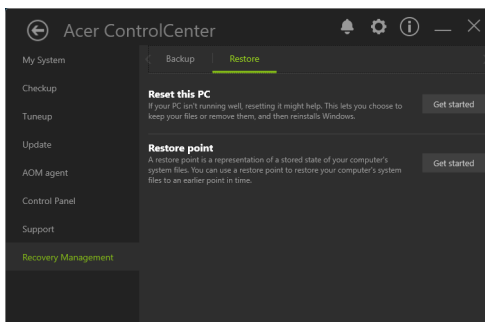 Acer ControlCenter
My System
Checkup
Tuneup
Update
AOM agent
Control Panel
Support
Recovery Management
Backup
Restore
Reset this PC
If your PC isn't running well, resetting it might help. This lets you choose to
keep your files or remove them, and then reinstalls Windows.
Get started
Restore point
A restore point is a representation of a stored state of your computer's
system files. You can use a restore point to restore your computer's system
files to an earlier point in time.
Get started